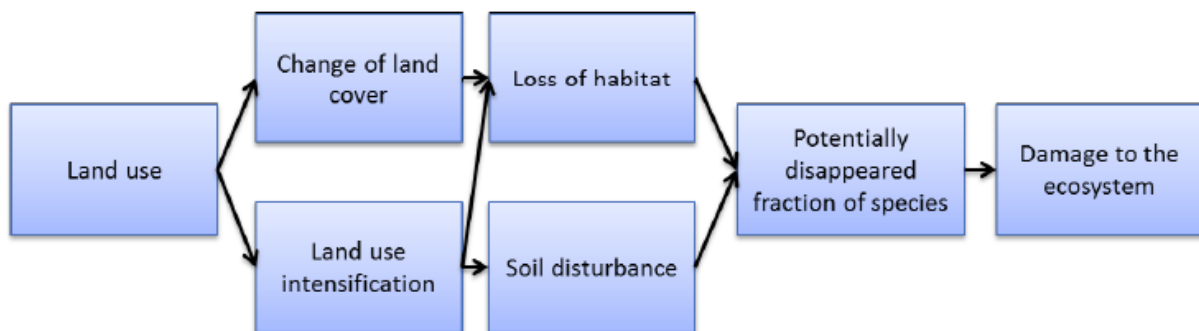 Land use
Change of land
cover
Land use
intensification
Loss of habitat
Soil disturbance
Potentially
disappeared
fraction of species
Damage to the
ecosystem